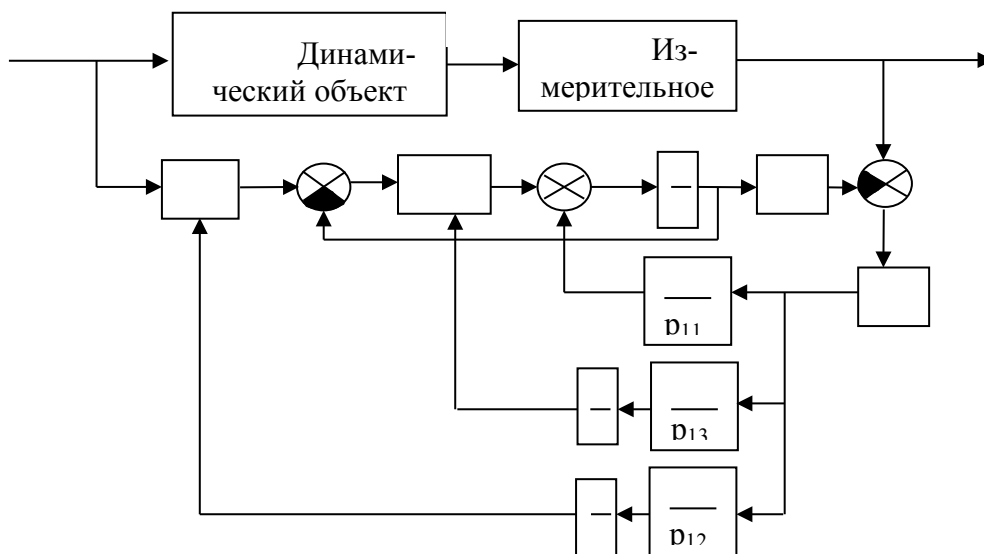 Динами-
ческий объект
Из-
мерительное
p11
p13
p12